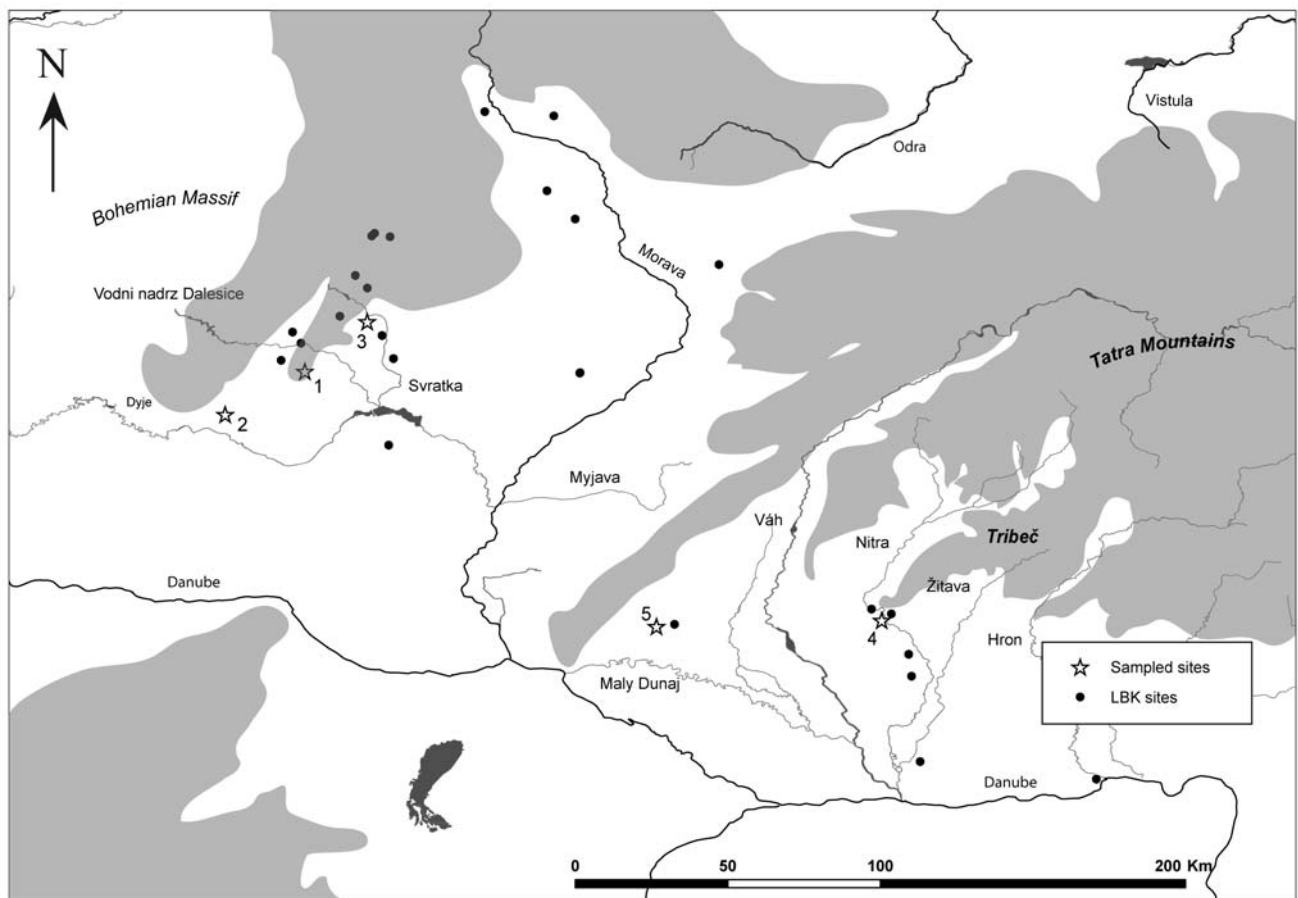 N
Vistula
Odra
Bohemian Massif
Morava
Vodni nadrz Dalesice
3
Tatra Mountains
1
Svratka
Dyje
2
Myjava
Váh
Nitra
Tribeč
Danube
Žitava
5
4
Hron
Maly Dunaj
Sampled sites
LBK sites
Danube
0 50 100 200 Km